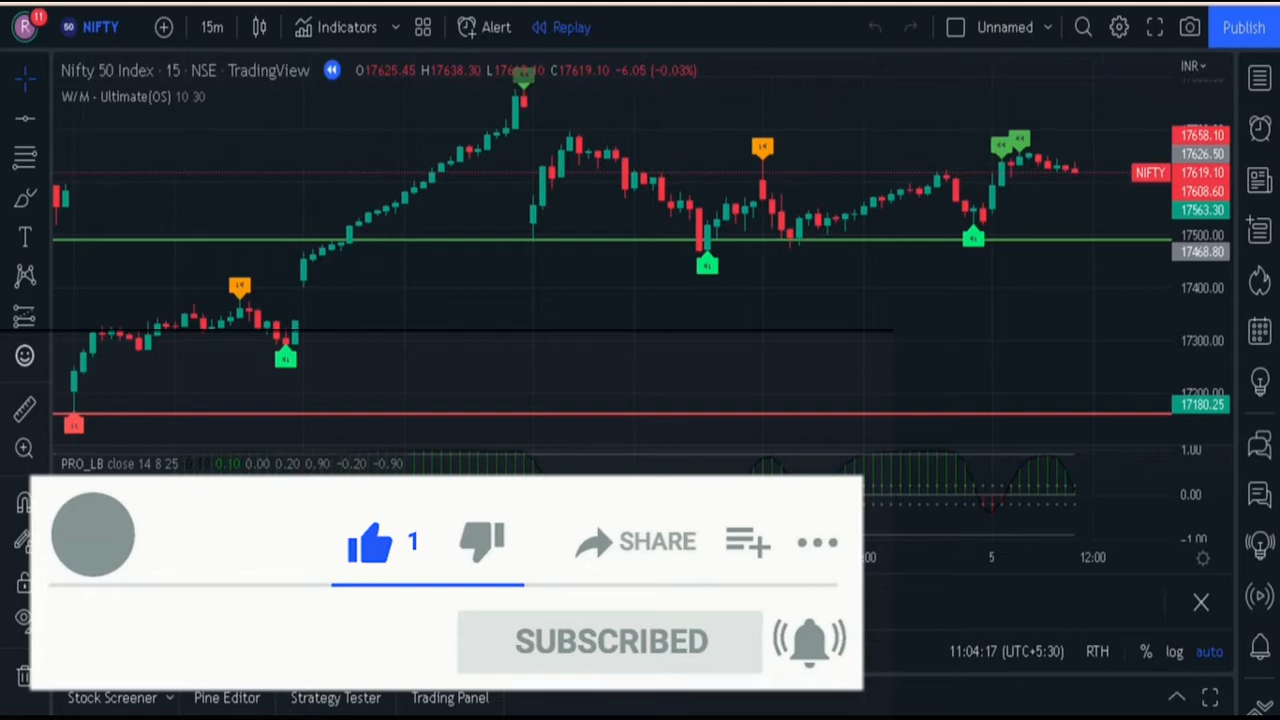 R 11 50 NIFTY 15m Indicators Alert Replay Unnamed Publish
Nifty 50 Index · 15 · NSE · TradingView O17625.45 H17638.30 C17619.10 -6.05 (-0.03%) INR
W/M - Ultimate(OS) 10 30
17658.10
17626.50
NIFTY 17619.10
17608.60
17563.30
17500.00
17468.80
17400.00
17300.00
17200.00
17180.25
PRO_LB close 14 8 25 0.10 0.00 0.20 0.90 -0.20 -0.90
1.00
0.00
-1.00
5 12:00
1 SHARE
SUBSCRIBED
11:04:17 (UTC+5:30) RTH % log auto
Stock Screener Pine Editor Strategy Tester Trading Panel